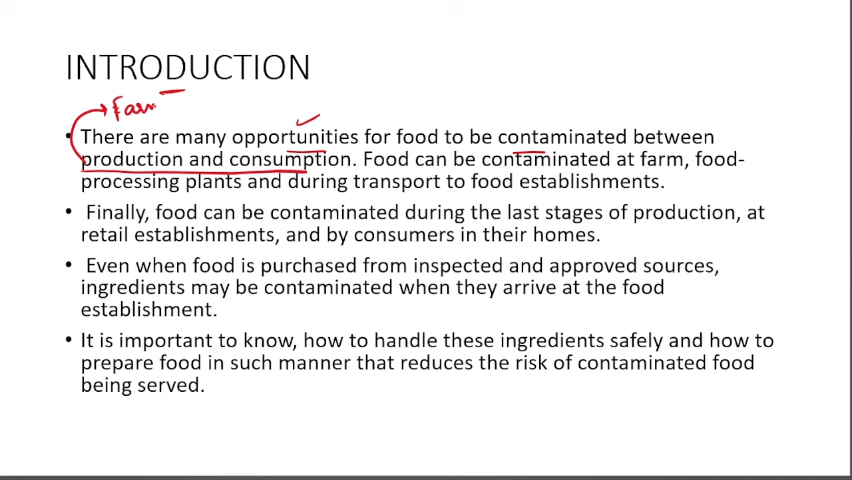 INTRODUCTION
Farm
• There are many opportunities for food to be contaminated between
production and consumption. Food can be contaminated at farm, food-
processing plants and during transport to food establishments.
• Finally, food can be contaminated during the last stages of production, at
retail establishments, and by consumers in their homes.
• Even when food is purchased from inspected and approved sources,
ingredients may be contaminated when they arrive at the food
establishment.
• It is important to know, how to handle these ingredients safely and how to
prepare food in such manner that reduces the risk of contaminated food
being served.